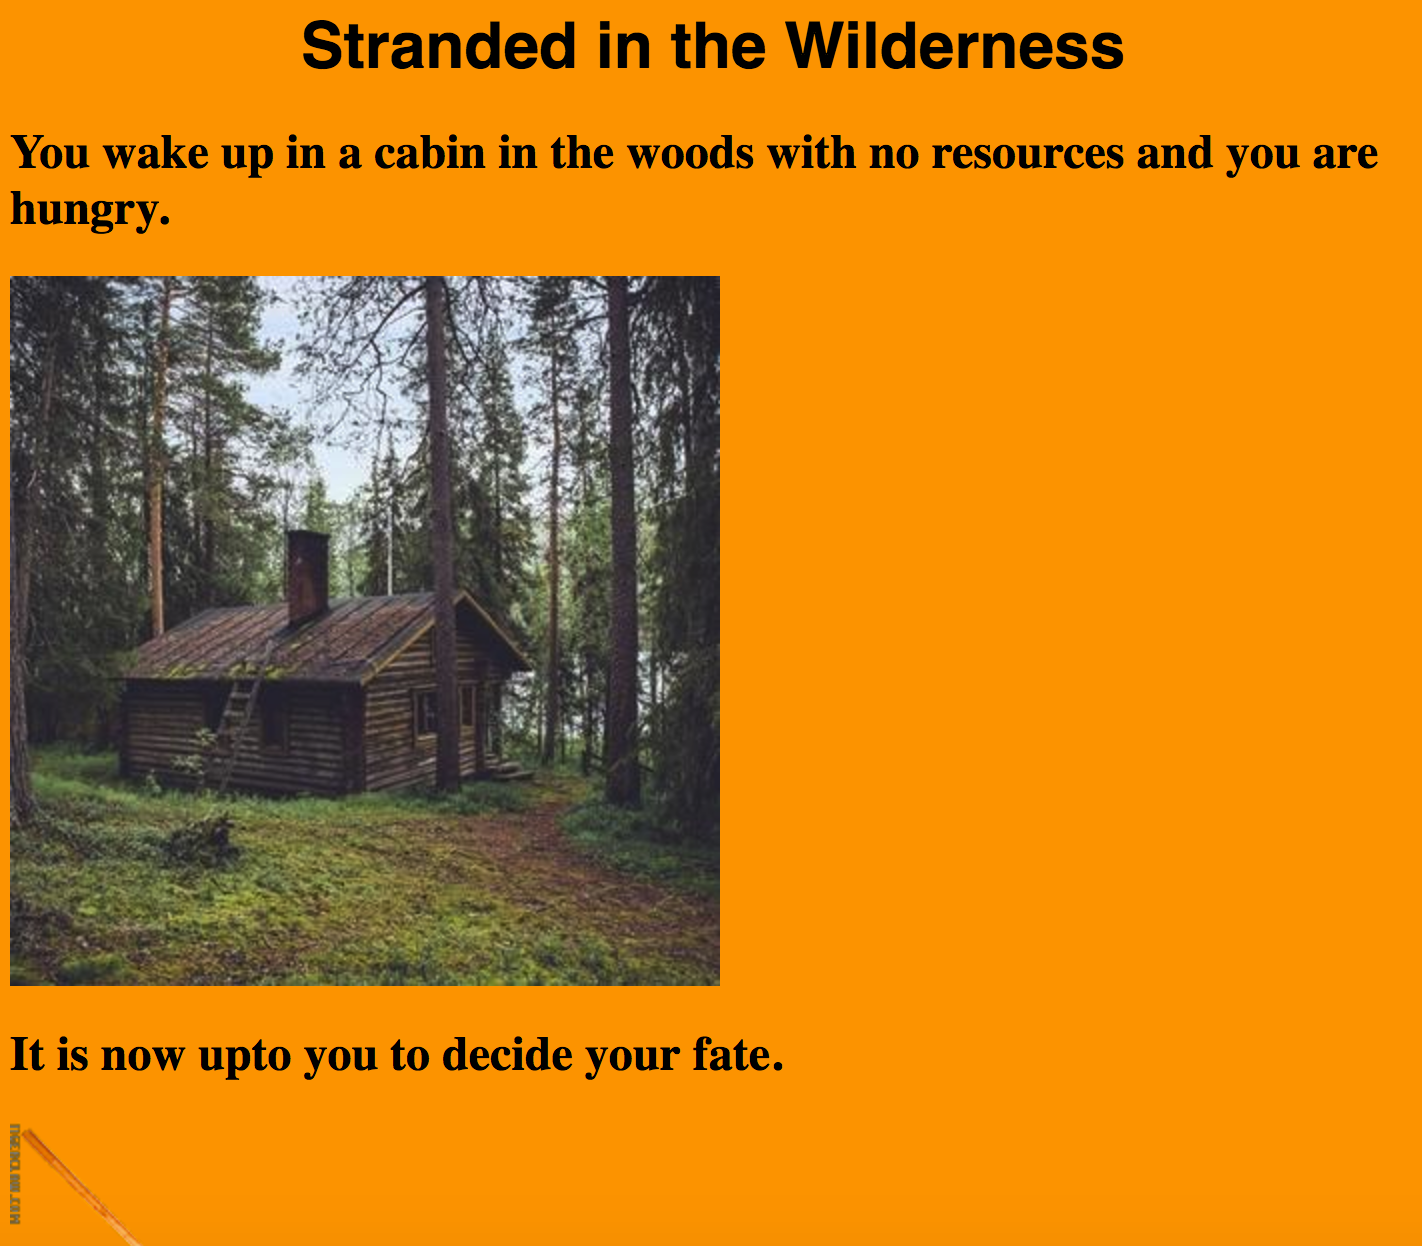 Stranded in the Wilderness
You wake up in a cabin in the woods with no resources and you are
hungry.
It is now upto you to decide your fate.